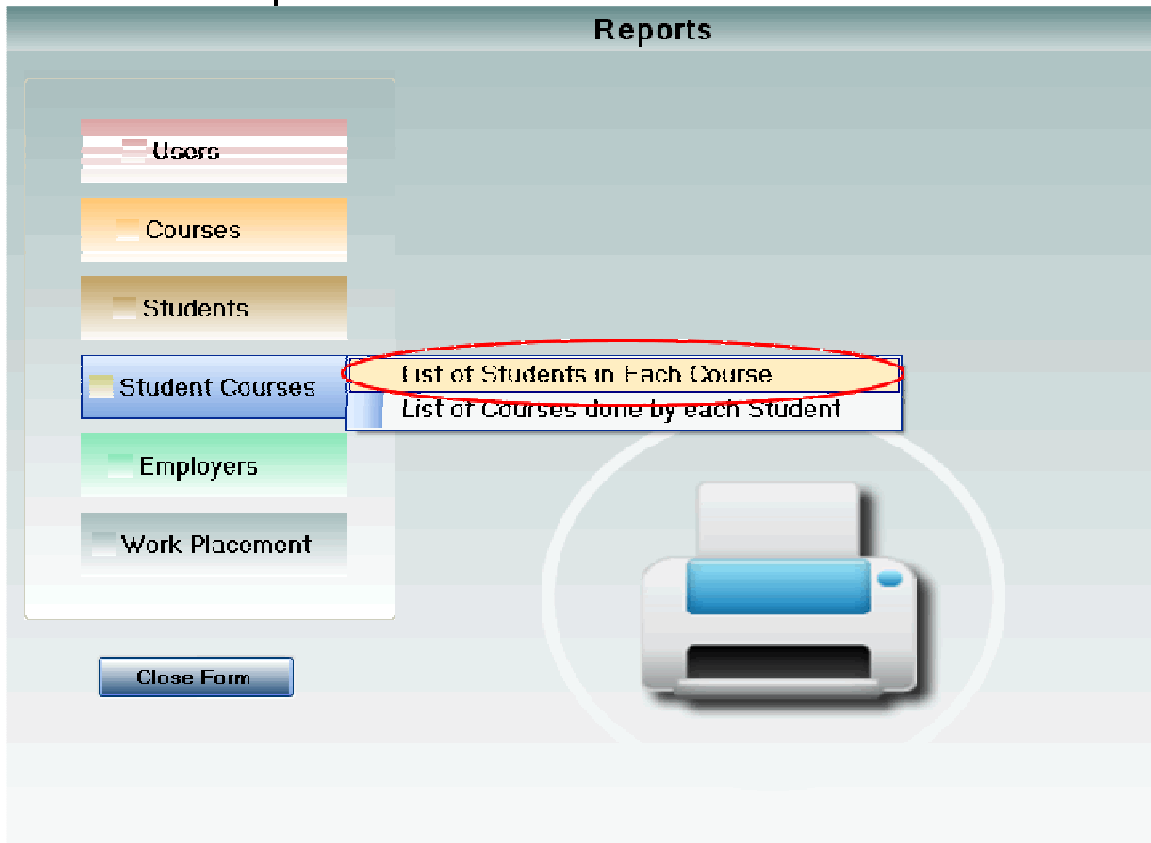 Reports
Users
Courses
Students
Student Courses
List of Students in Each Course
List of Courses done by each Student
Employers
Work Placement
Close Form